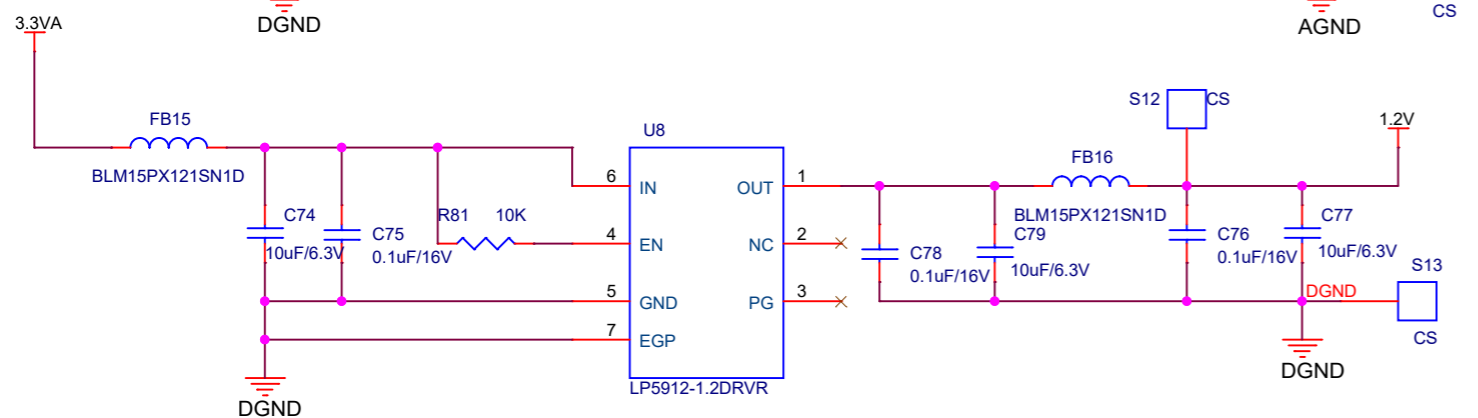 DGND
AGND
CS
3.3VA
FB15
BLM15PX121SN1D
C74
10uF/6.3V
C75
0.1uF/16V
R81 10K
U8
6 IN
4 EN
5 GND
7 EGP
OUT 1
NC 2
PG 3
LP5912-1.2DRVR
DGND
C78
0.1uF/16V
C79
10uF/6.3V
FB16
BLM15PX121SN1D
S12 CS
1.2V
C76
0.1uF/16V
C77
10uF/6.3V
DGND
S13
CS
DGND